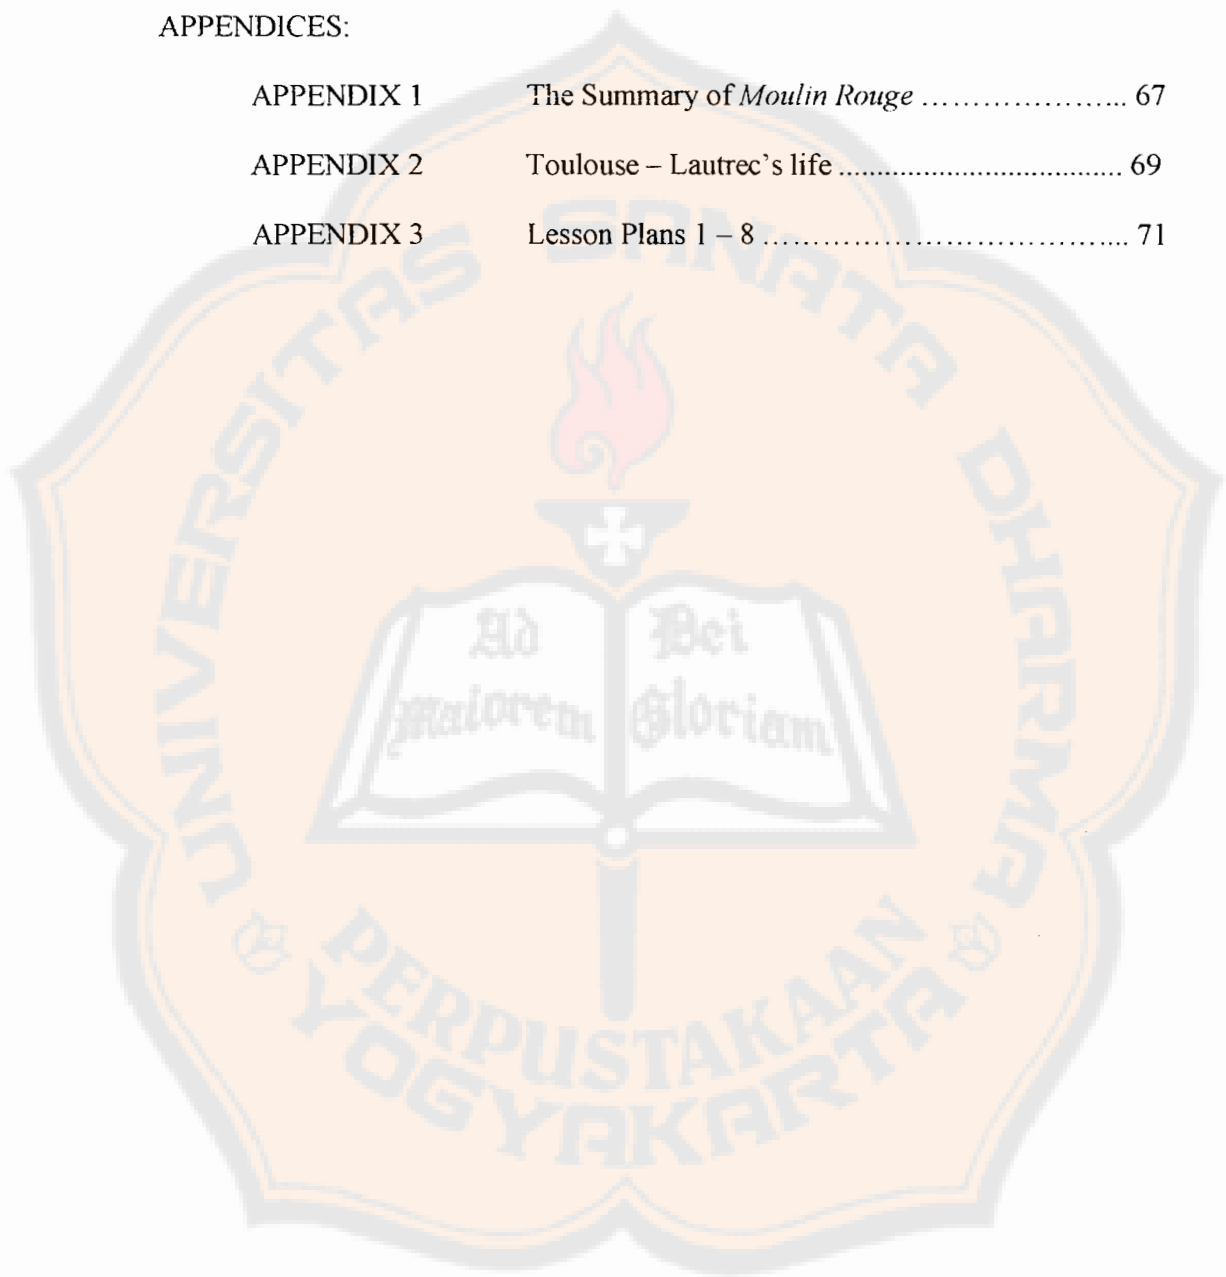 APPENDICES:
APPENDIX 1 The Summary of Moulin Rouge ………………….. 67
APPENDIX 2 Toulouse – Lautrec's life .................................... 69
APPENDIX 3 Lesson Plans 1 – 8 ………………………………... 71
UNIVERSITAS SANATA DHARMA
Ad Dei
Maiorem Gloriam
PERPUSTAKAAN
YOGYAKARTA